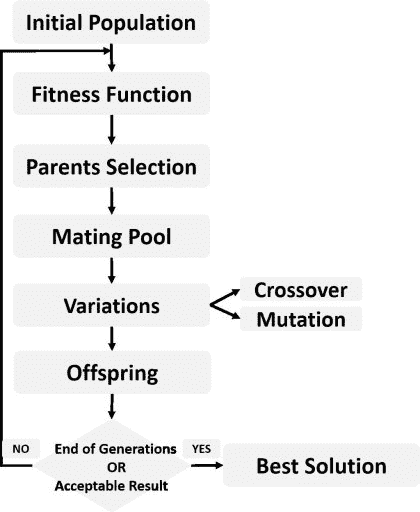 Initial Population
Fitness Function
Parents Selection
Mating Pool
Variations
Crossover
Mutation
Offspring
NO
End of Generations
OR
Acceptable Result
YES
Best Solution